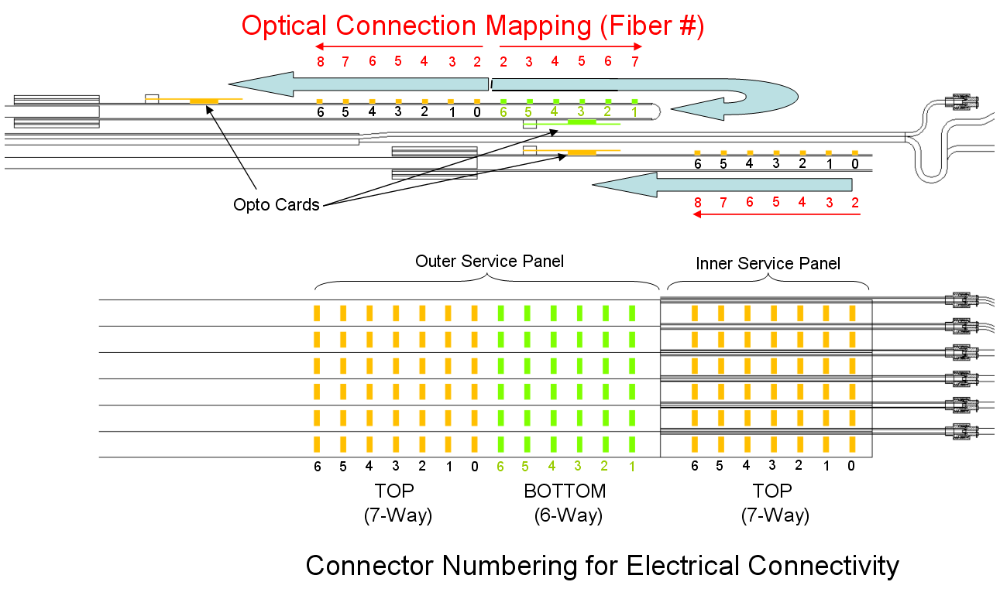 Optical Connection Mapping (Fiber #)
8 7 6 5 4 3 2 2 3 4 5 6 7
6 5 4 3 2 1 0 6 5 4 3 2 1
6 5 4 3 2 1 0
Opto Cards
8 7 6 5 4 3 2
Outer Service Panel
Inner Service Panel
6 5 4 3 2 1 0 6 5 4 3 2 1 6 5 4 3 2 1 0
TOP BOTTOM TOP
(7-Way) (6-Way) (7-Way)
Connector Numbering for Electrical Connectivity